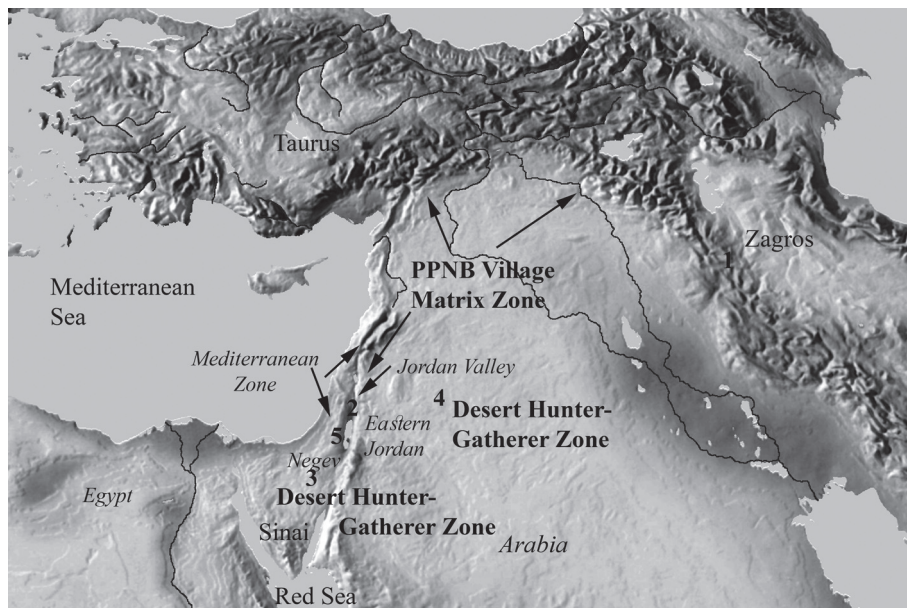 Taurus
Zagros
1
PPNB Village
Matrix Zone
Mediterranean
Sea
Mediterranean
Zone
Jordan Valley
4
2
Desert Hunter-
Gatherer Zone
Eastern
Jordan
5
Negev
3
Egypt
Desert Hunter-
Gatherer Zone
Sinai
Arabia
Red Sea